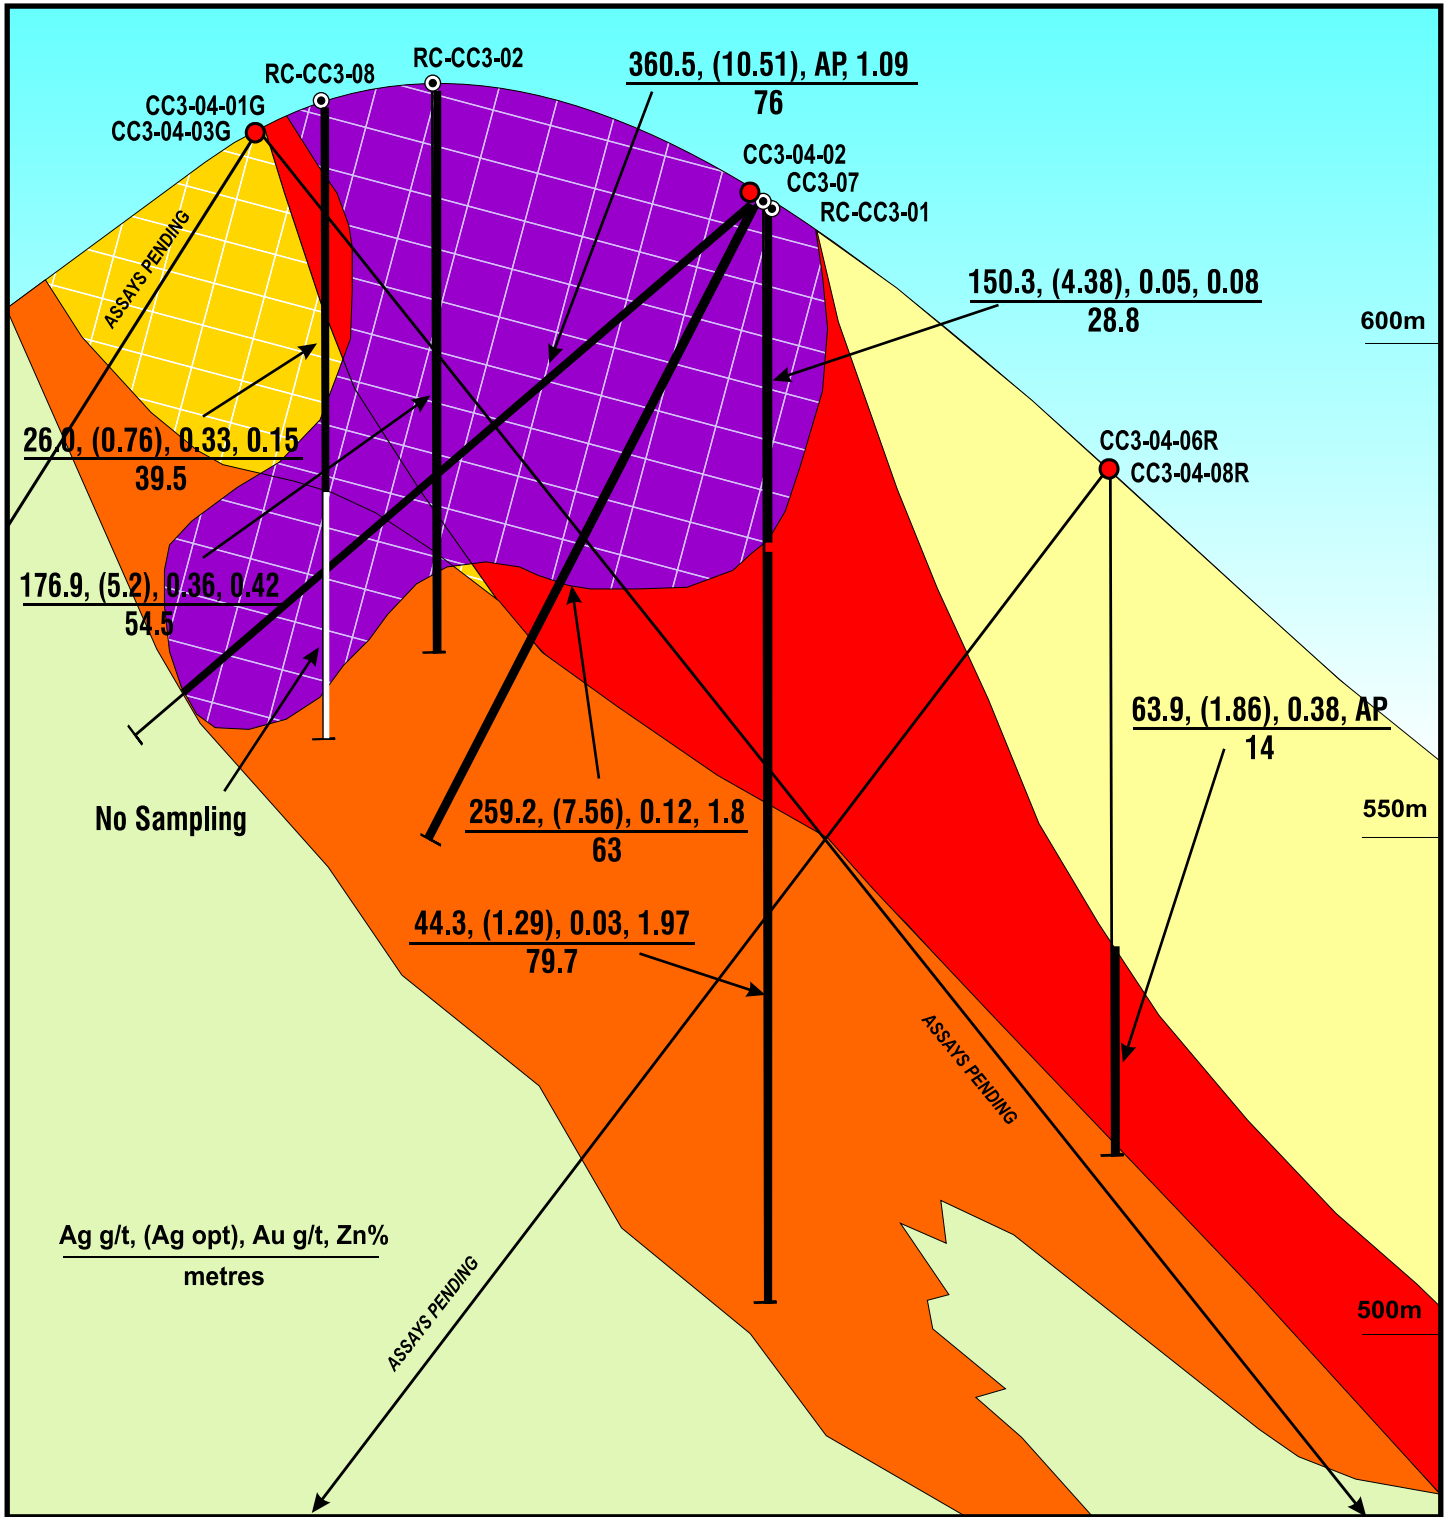 RC-CC3-02
RC-CC3-08
360.5, (10.51), AP, 1.09
76
CC3-04-01G
CC3-04-03G
CC3-04-02
CC3-07
RC-CC3-01
ASSAYS PENDING
150.3, (4.38), 0.05, 0.08
28.8
600m
26.0, (0.76), 0.33, 0.15
39.5
CC3-04-06R
CC3-04-08R
176.9, (5.2), 0.36, 0.42
54.5
63.9, (1.86), 0.38, AP
14
No Sampling
259.2, (7.56), 0.12, 1.8
63
550m
44.3, (1.29), 0.03, 1.97
79.7
ASSAYS PENDING
Ag g/t, (Ag opt), Au g/t, Zn%
metres
ASSAYS PENDING
500m